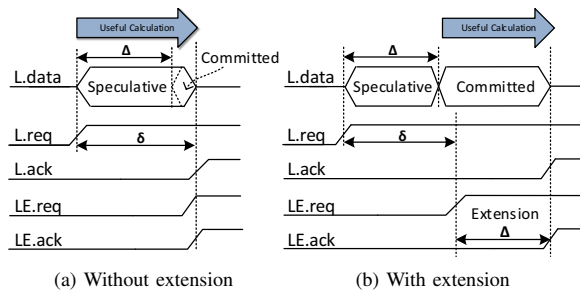 Useful Calculation
Δ
Committed
L.data
Speculative
L.req
δ
L.ack
LE.req
LE.ack
(a) Without extension
Useful Calculation
Δ
L.data
Speculative
Committed
L.req
δ
L.ack
LE.req
Extension
Δ
LE.ack
(b) With extension